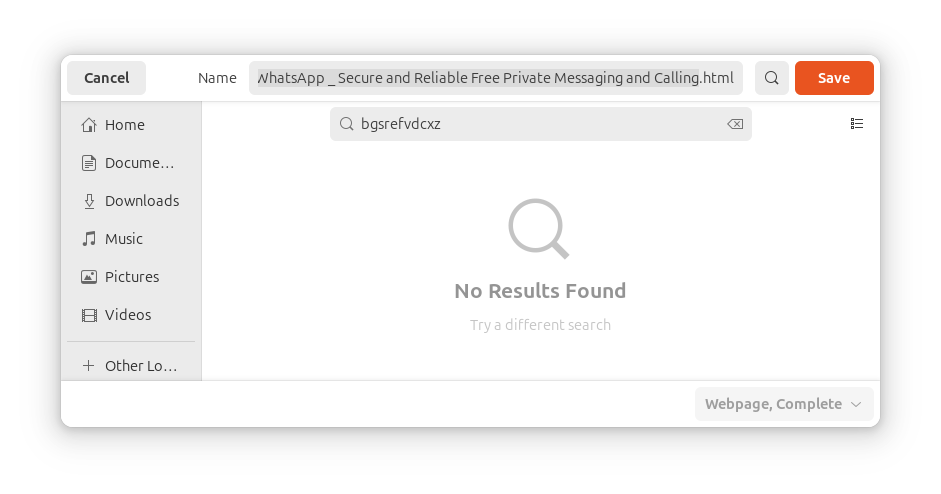 Cancel
Name
WhatsApp _ Secure and Reliable Free Private Messaging and Calling.html
Save
bgsrefvdcxz
Home
Docume…
Downloads
Music
Pictures
Videos
Other Lo…
No Results Found
Try a different search
Webpage, Complete